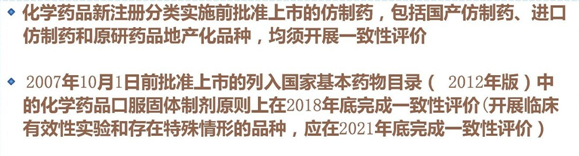 化学药品新注册分类实施前批准上市的仿制药，包括国产仿制药、进口
仿制药和原研药品地产化品种，均须开展一致性评价
2007年10月1日前批准上市的列入国家基本药物目录（ 2012年版）中
的化学药品口服固体制剂原则上在2018年底完成一致性评价(开展临床
有效性实验和存在特殊情形的品种，应在2021年底完成一致性评价）